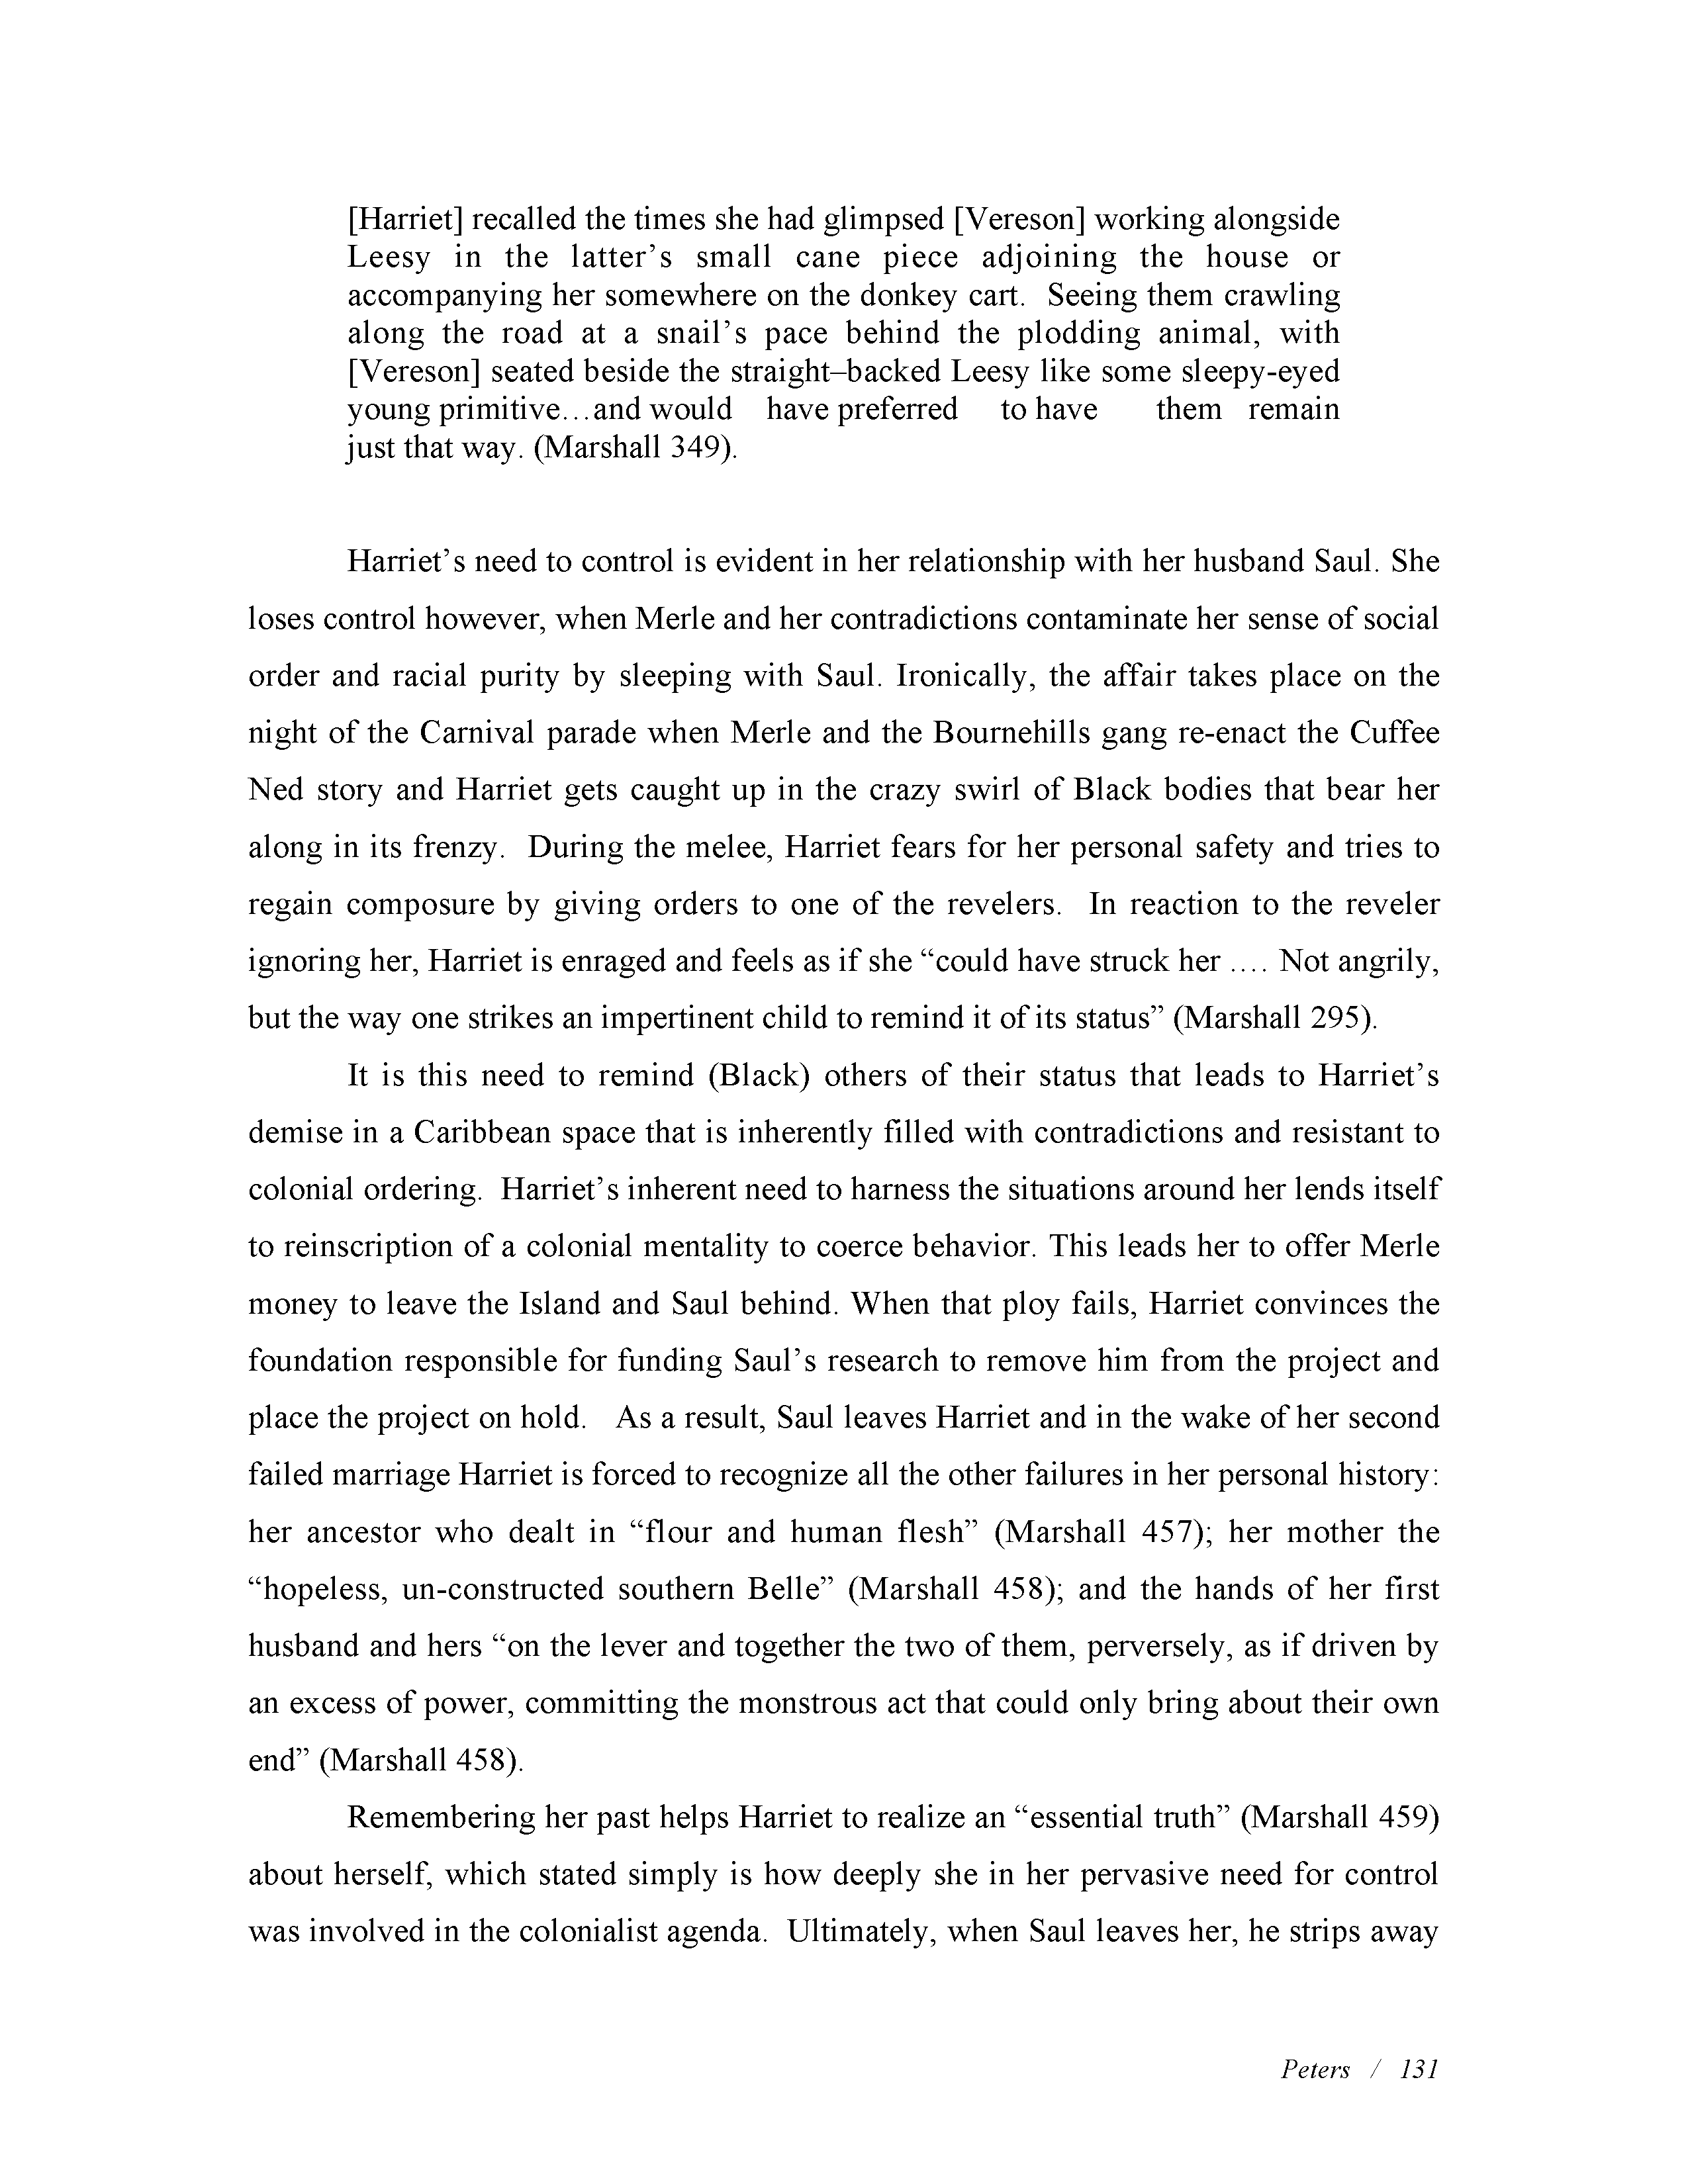 [Harriet] recalled the times she had glimpsed [Vereson] working alongside
Leesy in the latter’s small cane piece adjoining the house or
accompanying her somewhere on the donkey cart.  Seeing them crawling
along the road at a snail’s pace behind the plodding animal, with
[Vereson] seated beside the straight–backed Leesy like some sleepy-eyed
young primitive…and would have preferred to have them remain
just that way. (Marshall 349).
Harriet’s need to control is evident in her relationship with her husband Saul. She
loses control however, when Merle and her contradictions contaminate her sense of social
order and racial purity by sleeping with Saul. Ironically, the affair takes place on the
night of the Carnival parade when Merle and the Bournehills gang re-enact the Cuffee
Ned story and Harriet gets caught up in the crazy swirl of Black bodies that bear her
along in its frenzy.  During the melee, Harriet fears for her personal safety and tries to
regain composure by giving orders to one of the revelers.  In reaction to the reveler
ignoring her, Harriet is enraged and feels as if she “could have struck her …. Not angrily,
but the way one strikes an impertinent child to remind it of its status” (Marshall 295).
It is this need to remind (Black) others of their status that leads to Harriet’s
demise in a Caribbean space that is inherently filled with contradictions and resistant to
colonial ordering.  Harriet’s inherent need to harness the situations around her lends itself
to reinscription of a colonial mentality to coerce behavior. This leads her to offer Merle
money to leave the Island and Saul behind. When that ploy fails, Harriet convinces the
foundation responsible for funding Saul’s research to remove him from the project and
place the project on hold.   As a result, Saul leaves Harriet and in the wake of her second
failed marriage Harriet is forced to recognize all the other failures in her personal history:
her ancestor who dealt in “flour and human flesh” (Marshall 457); her mother the
“hopeless, un-constructed southern Belle” (Marshall 458); and the hands of her first
husband and hers “on the lever and together the two of them, perversely, as if driven by
an excess of power, committing the monstrous act that could only bring about their own
end” (Marshall 458).
Remembering her past helps Harriet to realize an “essential truth” (Marshall 459)
about herself, which stated simply is how deeply she in her pervasive need for control
was involved in the colonialist agenda.  Ultimately, when Saul leaves her, he strips away
Peters / 131